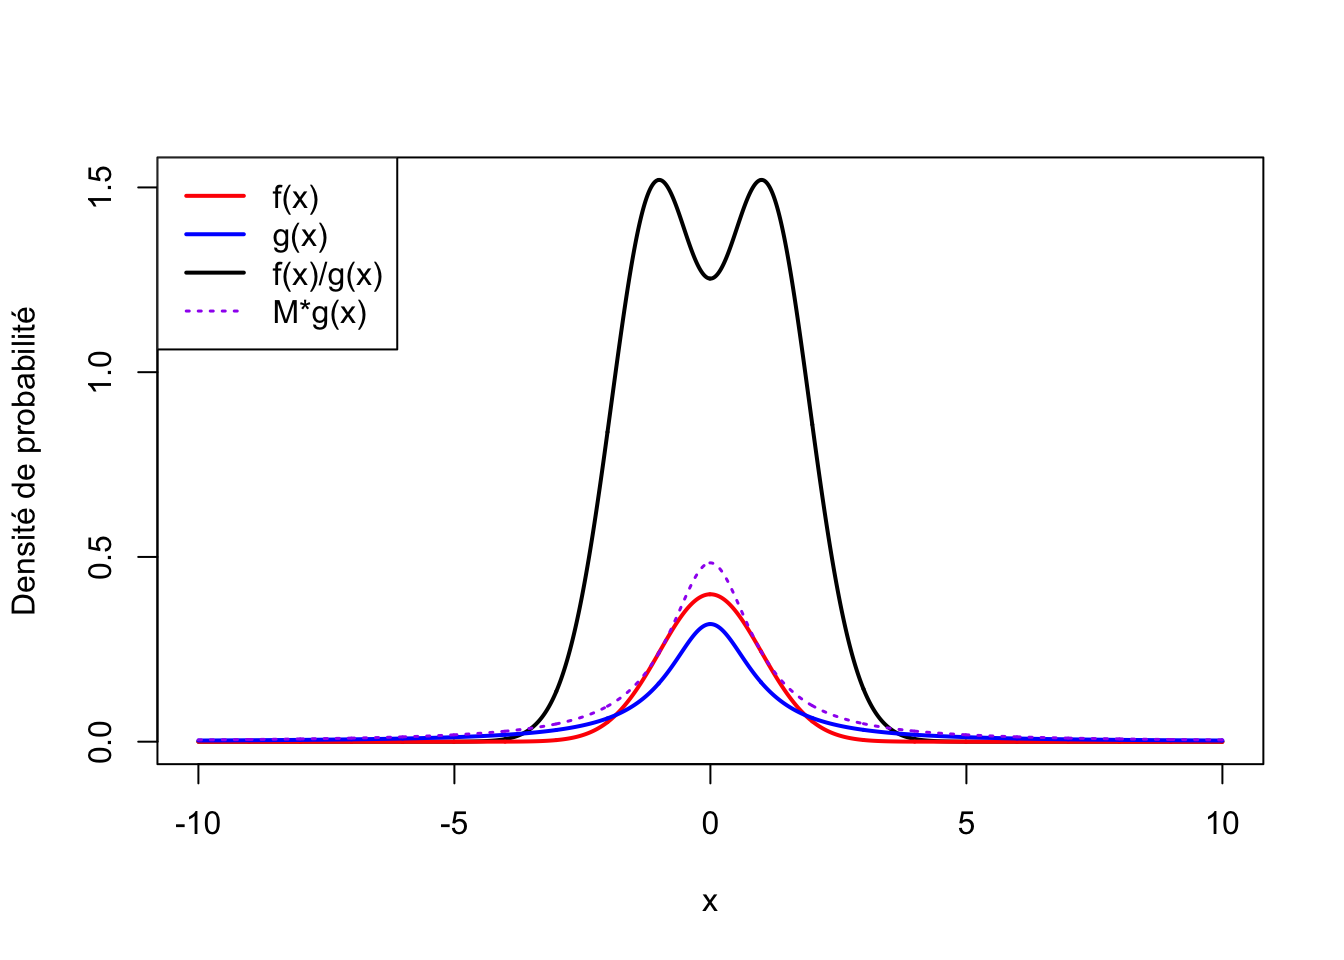 f(x)
g(x)
f(x)/g(x)
M*g(x)
Densité de probabilité
1.5
1.0
0.5
0.0
-10 -5 0 5 10
x